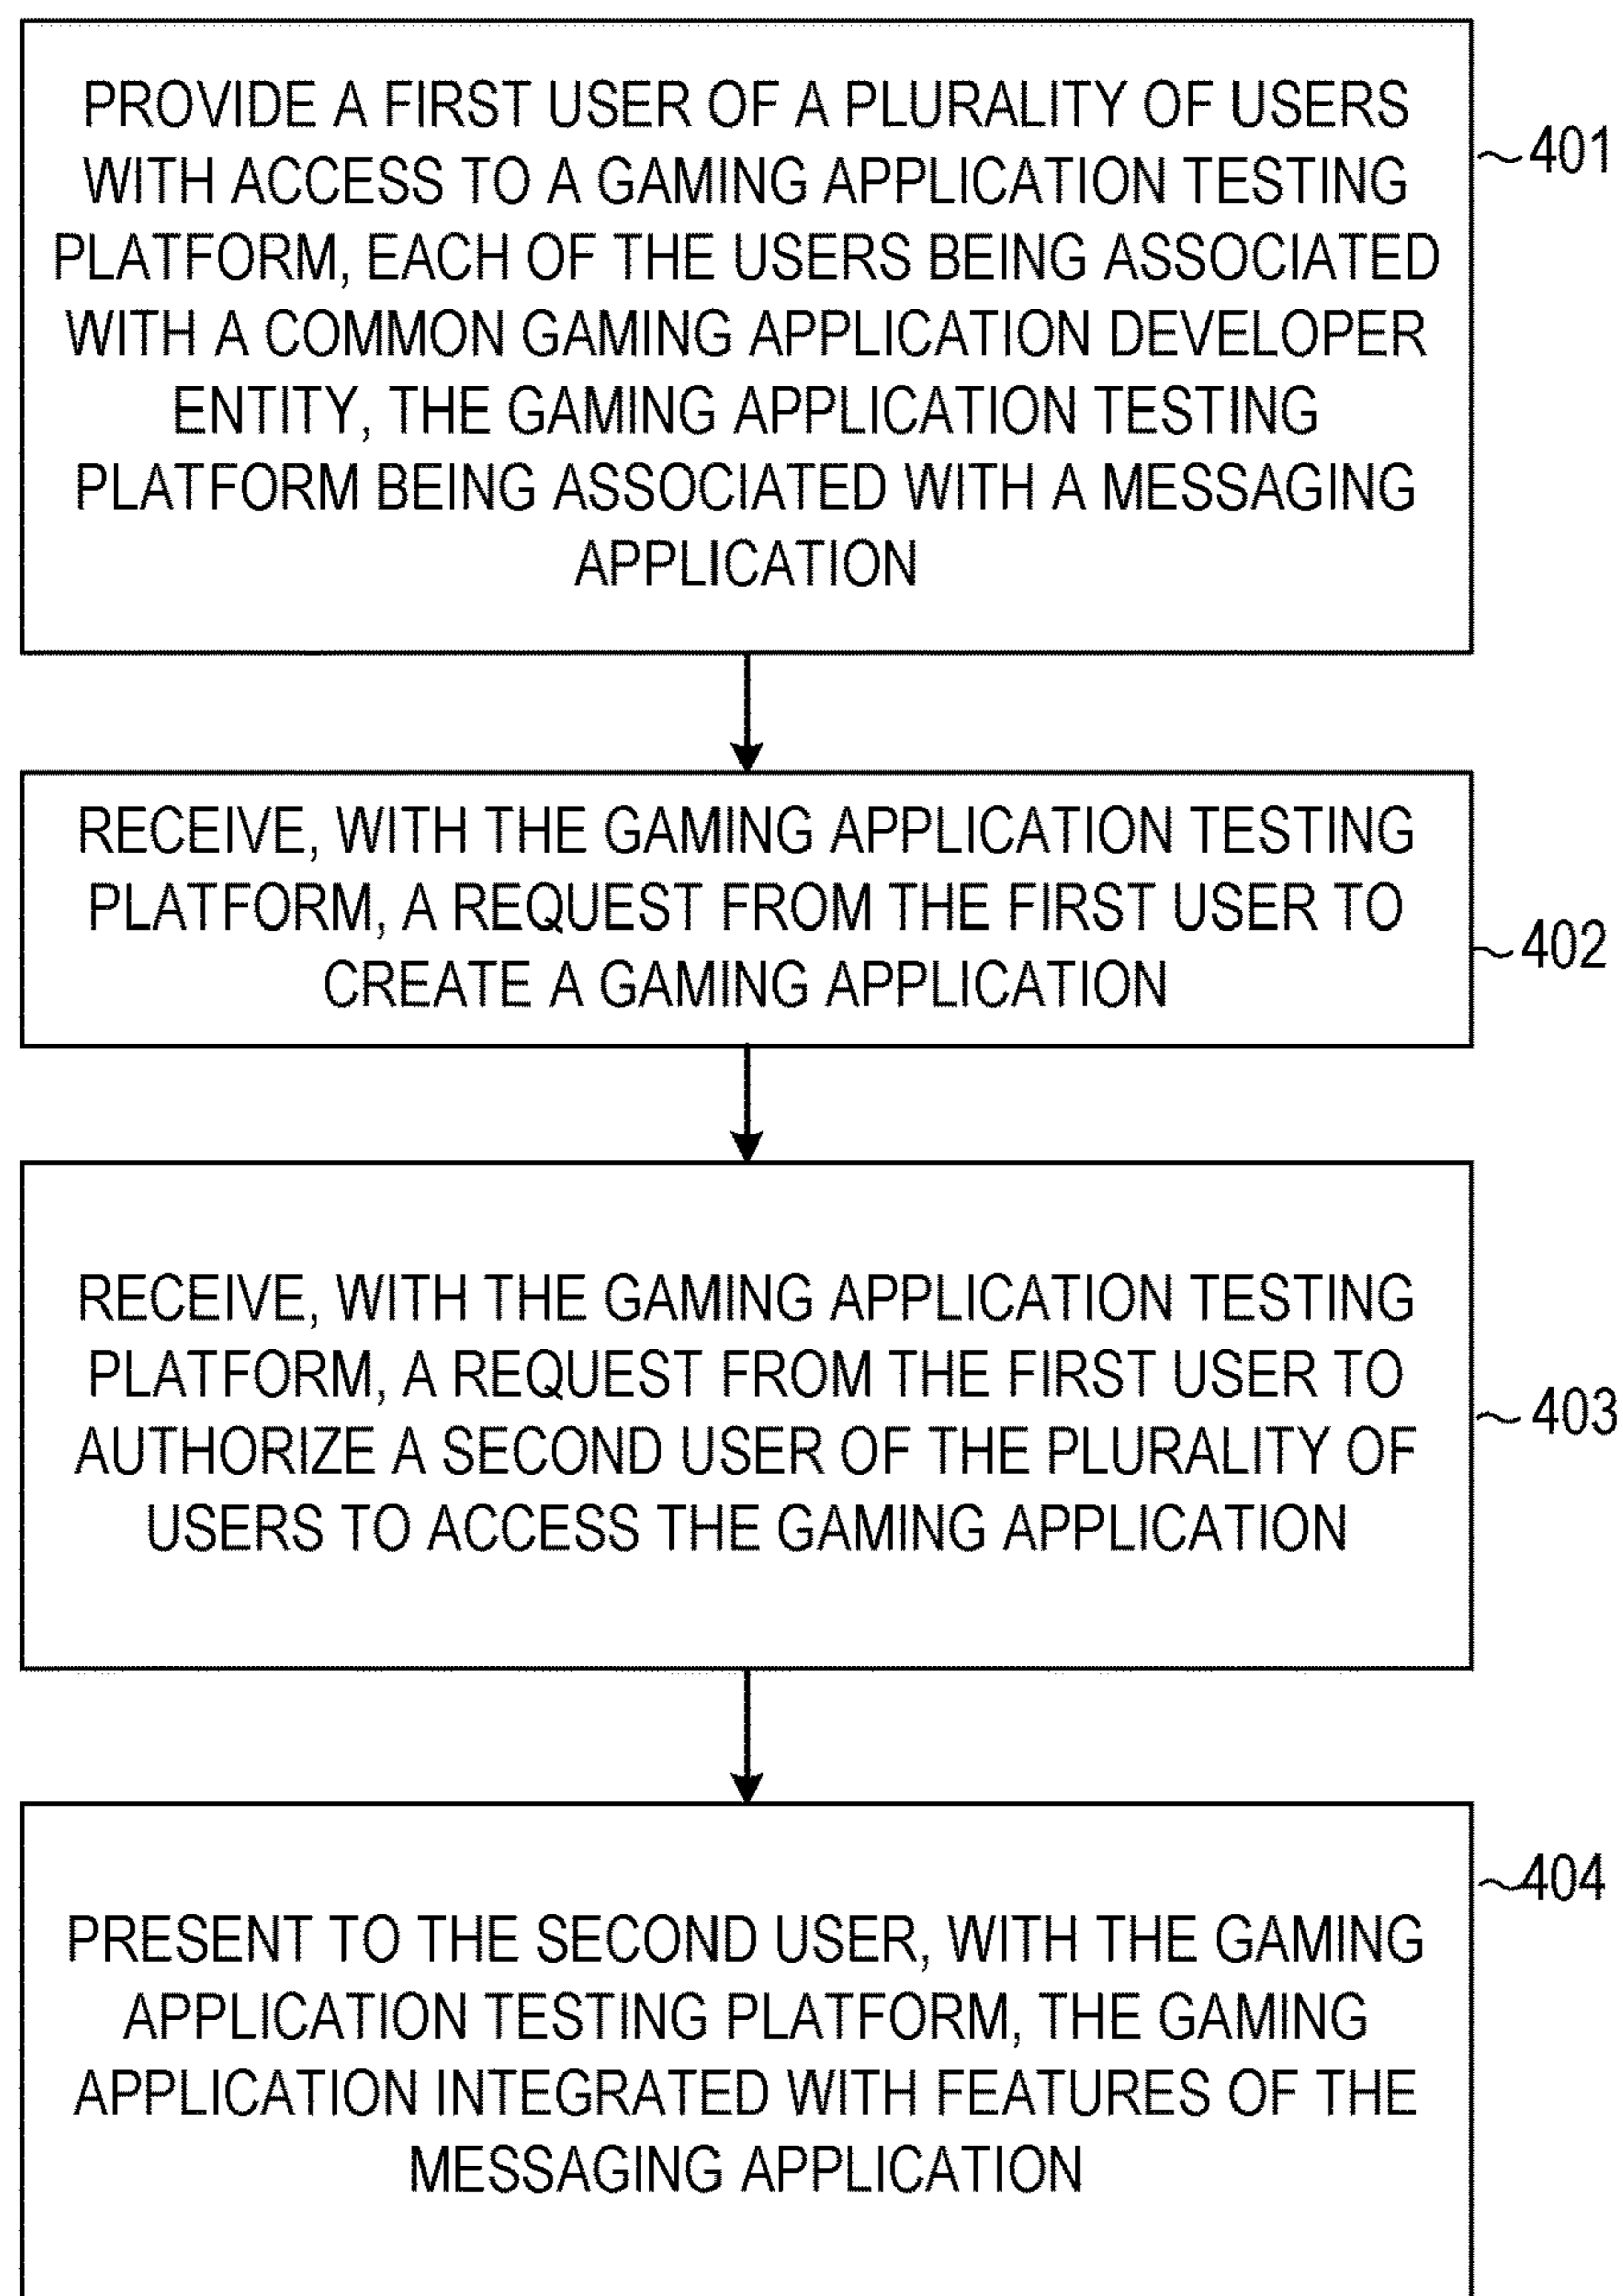 PROVIDE A FIRST USER OF A PLURALITY OF USERS
WITH ACCESS TO A GAMING APPLICATION TESTING
PLATFORM, EACH OF THE USERS BEING ASSOCIATED
WITH A COMMON GAMING APPLICATION DEVELOPER
ENTITY, THE GAMING APPLICATION TESTING
PLATFORM BEING ASSOCIATED WITH A MESSAGING
APPLICATION
401
RECEIVE, WITH THE GAMING APPLICATION TESTING
PLATFORM, A REQUEST FROM THE FIRST USER TO
CREATE A GAMING APPLICATION
402
RECEIVE, WITH THE GAMING APPLICATION TESTING
PLATFORM, A REQUEST FROM THE FIRST USER TO
AUTHORIZE A SECOND USER OF THE PLURALITY OF
USERS TO ACCESS THE GAMING APPLICATION
403
PRESENT TO THE SECOND USER, WITH THE GAMING
APPLICATION TESTING PLATFORM, THE GAMING
APPLICATION INTEGRATED WITH FEATURES OF THE
MESSAGING APPLICATION
404